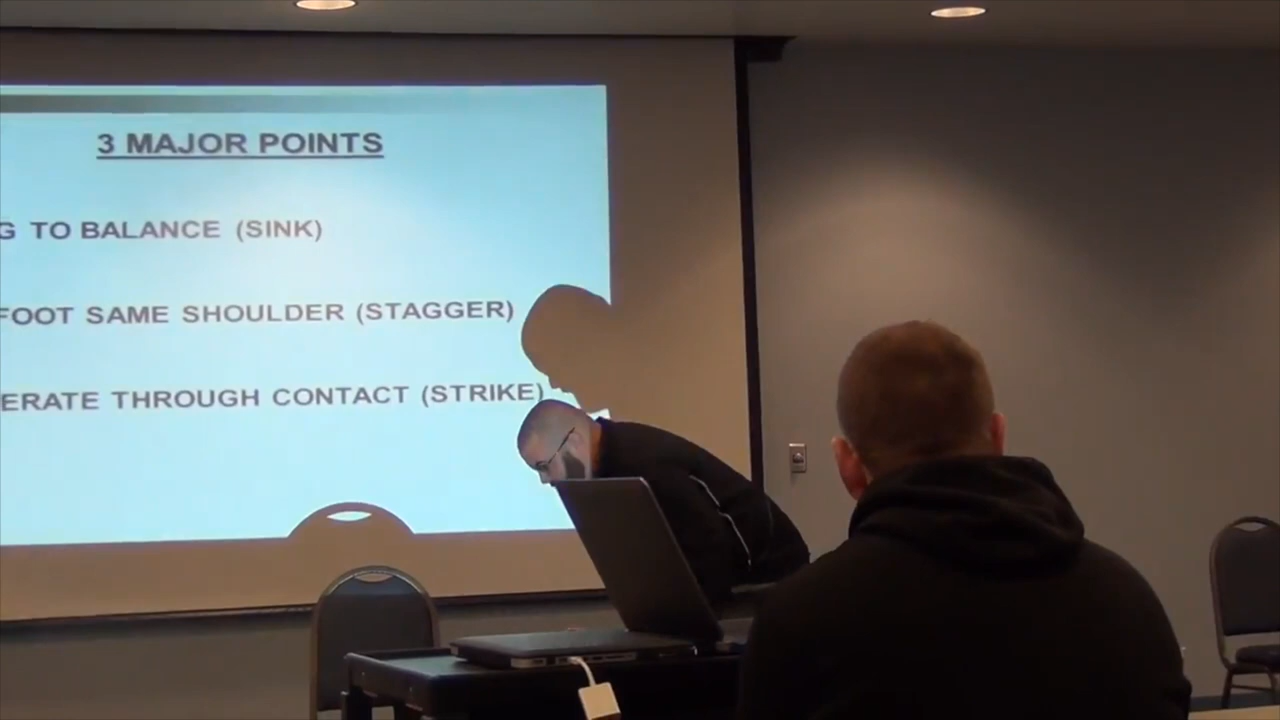 3 MAJOR POINTS
G TO BALANCE (SINK)
FOOT SAME SHOULDER (STAGGER)
ERATE THROUGH CONTACT (STRIKE)